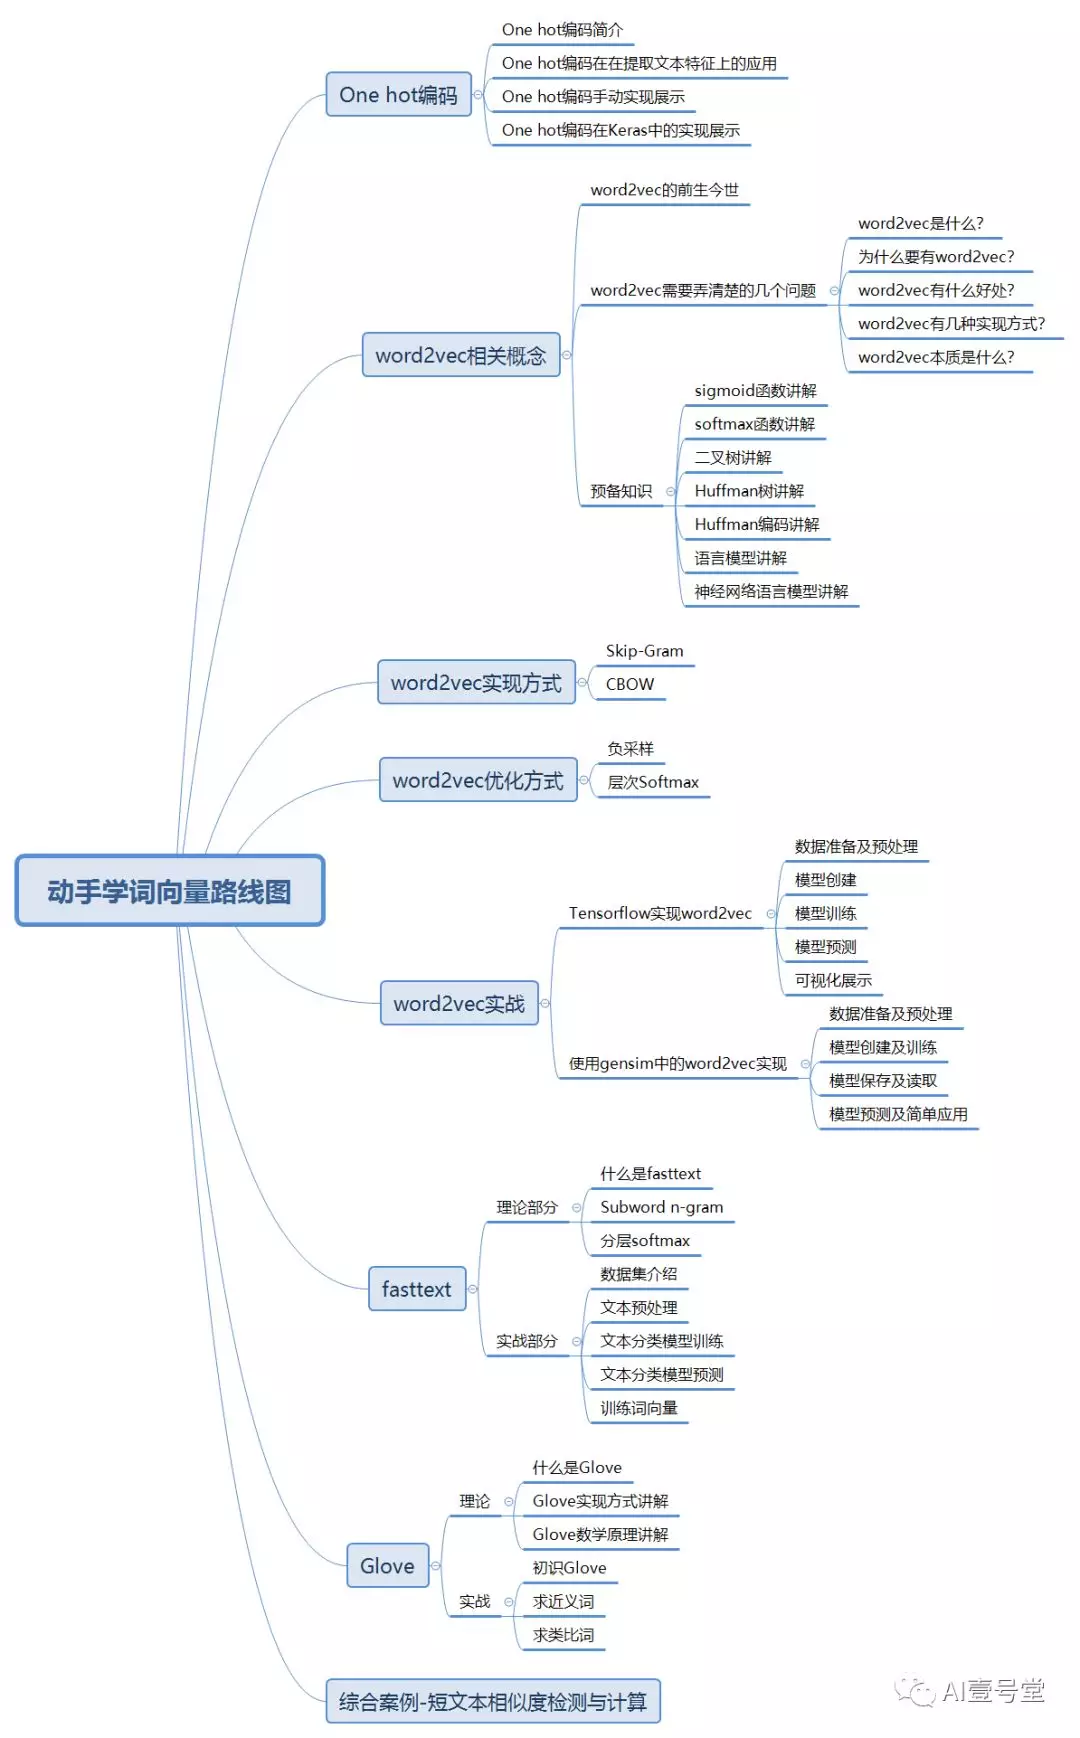 One hot编码简介
One hot编码在在提取文本特征上的应用
One hot编码
One hot编码手动实现展示
One hot编码在Keras中的实现展示
word2vec的前生今世
word2vec是什么?
为什么要有word2vec?
word2vec需要弄清楚的几个问题
word2vec有什么好处?
word2vec有几种实现方式?
word2vec相关概念
word2vec本质是什么?
sigmoid函数讲解
softmax函数讲解
二叉树讲解
预备知识
Huffman树讲解
Huffman编码讲解
语言模型讲解
神经网络语言模型讲解
Skip-Gram
word2vec实现方式
CBOW
负采样
word2vec优化方式
层次Softmax
动手学词向量路线图
数据准备及预处理
模型创建
Tensorflow实现word2vec
模型训练
模型预测
可视化展示
word2vec实战
数据准备及预处理
模型创建及训练
使用gensim中的word2vec实现
模型保存及读取
模型预测及简单应用
什么是fasttext
理论部分
Subword n-gram
分层softmax
fasttext
数据集介绍
文本预处理
实战部分
文本分类模型训练
文本分类模型预测
训练词向量
什么是Glove
理论
Glove实现方式讲解
Glove数学原理讲解
Glove
初识Glove
实战
求近义词
求类比词
综合案例-短文本相似度检测与计算
AI壹号堂